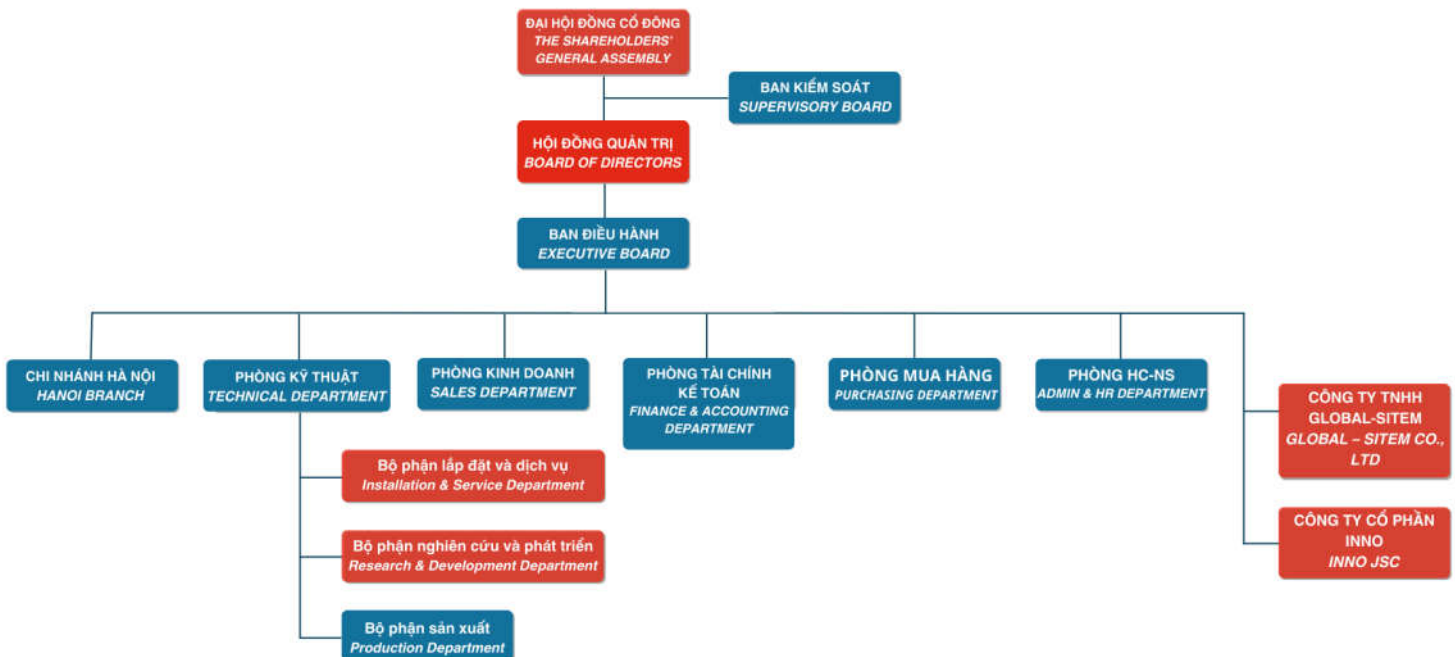 ĐẠI HỘI ĐỒNG CỔ ĐÔNG
THE SHAREHOLDERS'
GENERAL ASSEMBLY
BAN KIỂM SOÁT
SUPERVISORY BOARD
HỘI ĐỒNG QUẢN TRỊ
BOARD OF DIRECTORS
BAN ĐIỀU HÀNH
EXECUTIVE BOARD
CHI NHÁNH HÀ NỘI
HANOI BRANCH
PHÒNG KỸ THUẬT
TECHNICAL DEPARTMENT
PHÒNG KINH DOANH
SALES DEPARTMENT
PHÒNG TÀI CHÍNH
KẾ TOÁN
FINANCE & ACCOUNTING
DEPARTMENT
PHÒNG MUA HÀNG
PURCHASING DEPARTMENT
PHÒNG HC-NS
ADMIN & HR DEPARTMENT
CÔNG TY TNHH
GLOBAL-SITEM
GLOBAL – SITEM CO.,
LTD
Bộ phận lắp đặt và dịch vụ
Installation & Service Department
CÔNG TY CỔ PHẦN
INNO
INNO JSC
Bộ phận nghiên cứu và phát triển
Research & Development Department
Bộ phận sản xuất
Production Department